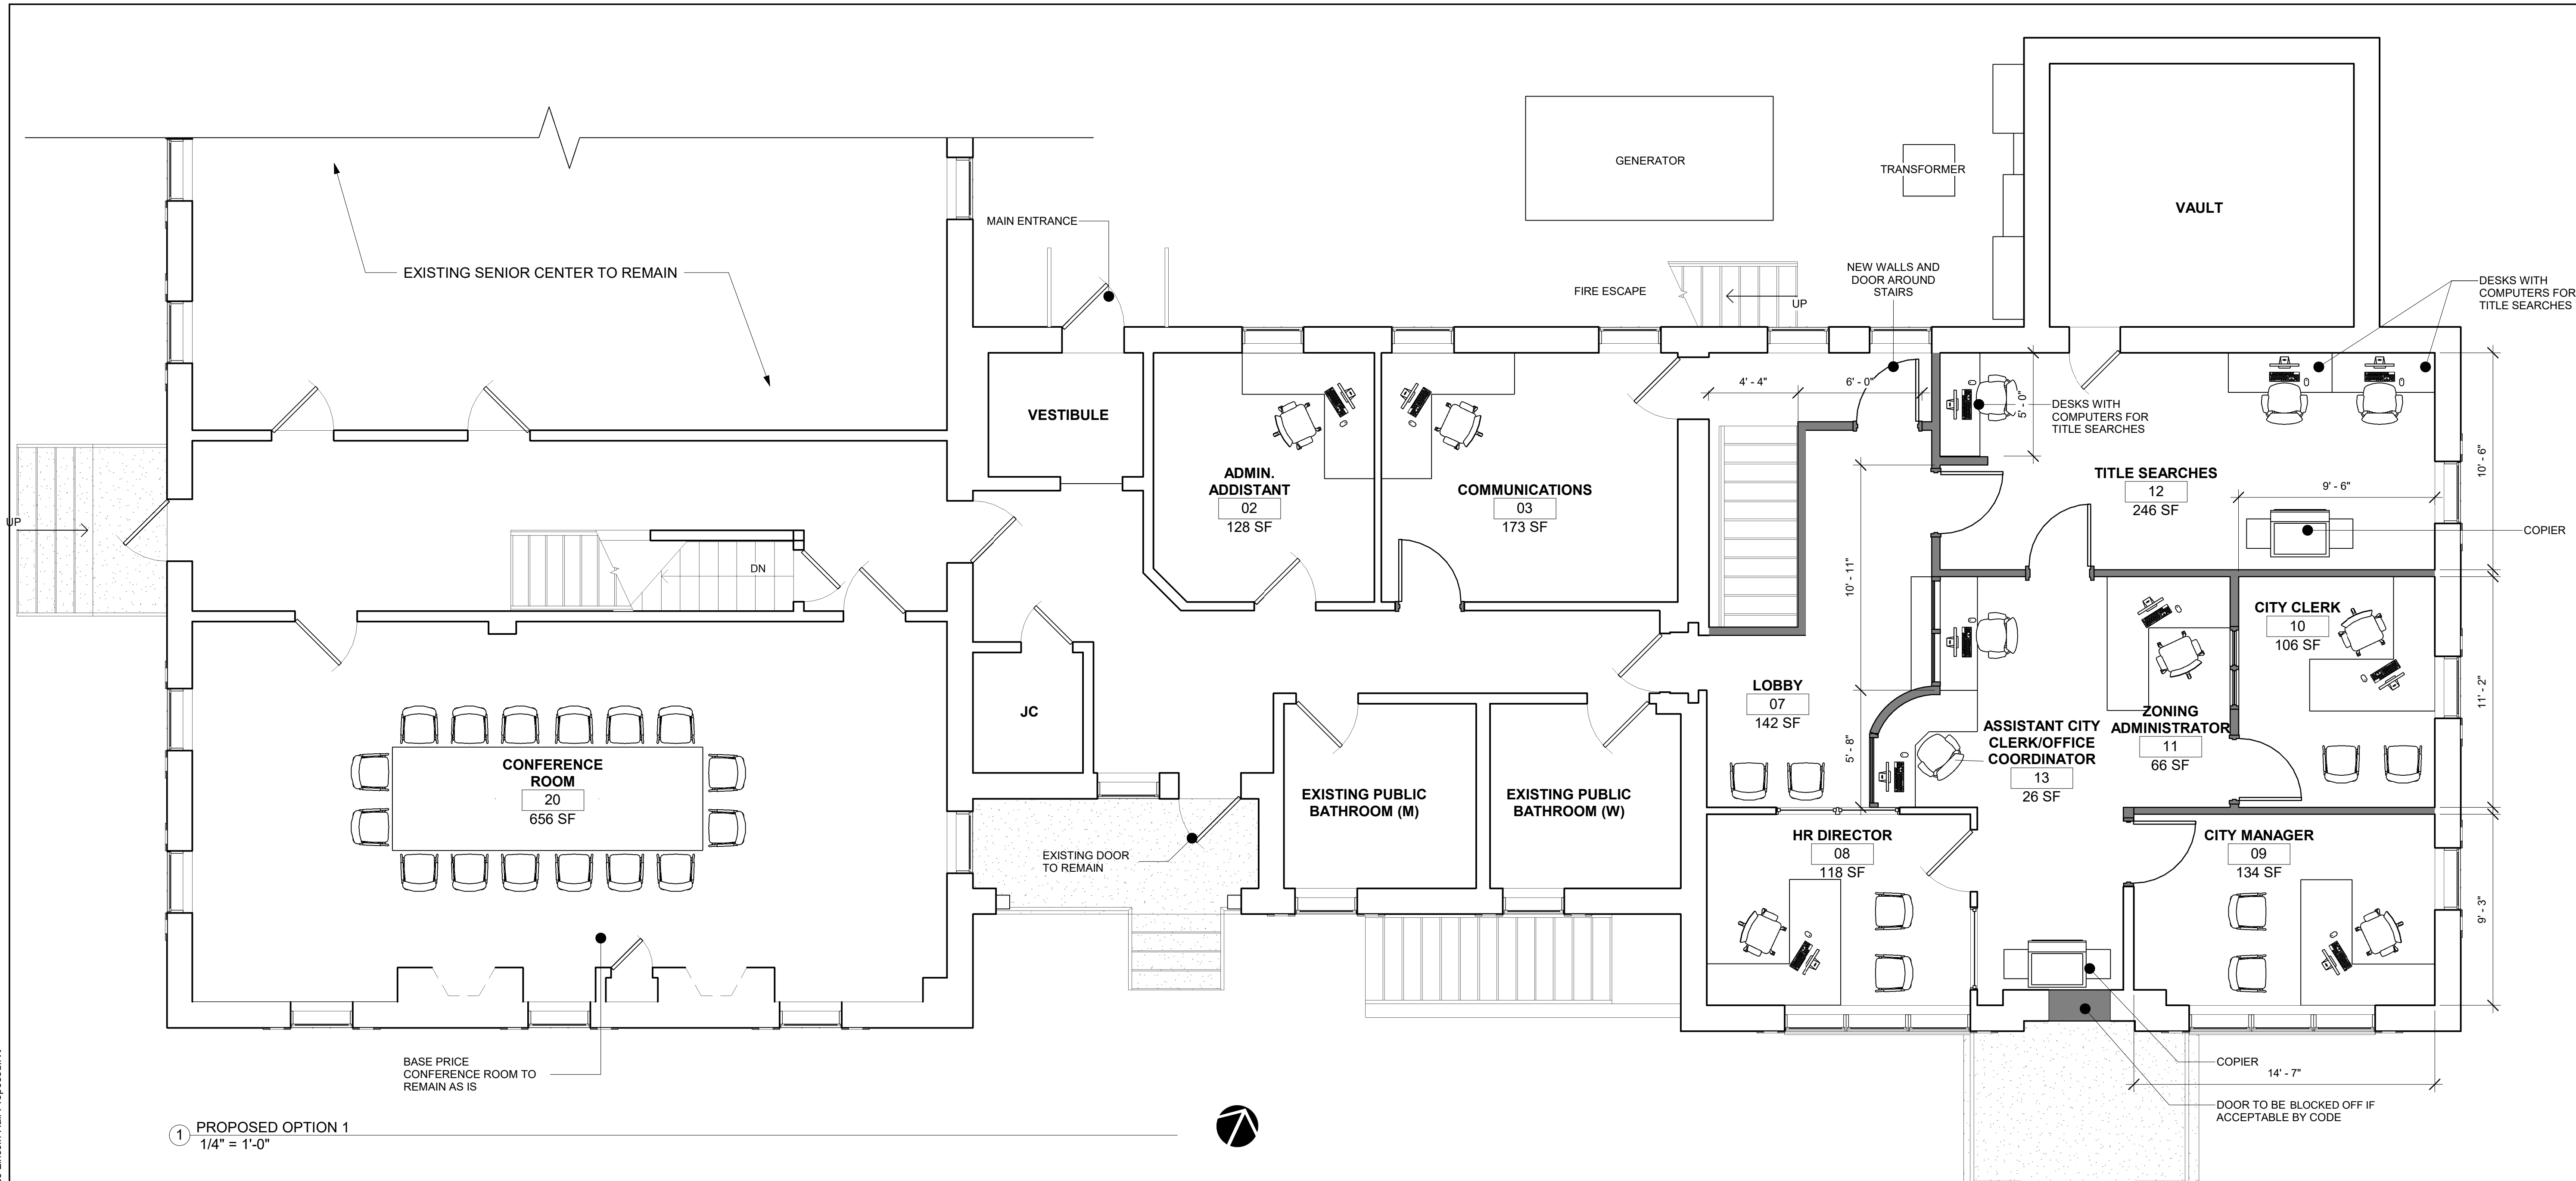 GENERATOR
TRANSFORMER
VAULT
MAIN ENTRANCE
EXISTING SENIOR CENTER TO REMAIN
FIRE ESCAPE
UP
NEW WALLS AND
DOOR AROUND
STAIRS
DESKS WITH
COMPUTERS FOR
TITLE SEARCHES
4' - 4"
6' - 0"
5' - 0"
DESKS WITH
COMPUTERS FOR
TITLE SEARCHES
VESTIBULE
ADMIN.
ADDISTANT
02
128 SF
COMMUNICATIONS
03
173 SF
TITLE SEARCHES
12
246 SF
9' - 6"
10' - 6"
COPIER
UP
DN
10' - 11"
CITY CLERK
10
106 SF
11' - 2"
LOBBY
07
142 SF
JC
5' - 8"
ASSISTANT CITY
CLERK/OFFICE
COORDINATOR
13
26 SF
ZONING
ADMINISTRATOR
11
66 SF
CONFERENCE
ROOM
20
656 SF
EXISTING PUBLIC
BATHROOM (M)
EXISTING PUBLIC
BATHROOM (W)
EXISTING DOOR
TO REMAIN
HR DIRECTOR
08
118 SF
CITY MANAGER
09
134 SF
9' - 3"
BASE PRICE
CONFERENCE ROOM TO
REMAIN AS IS
COPIER
14' - 7"
DOOR TO BE BLOCKED OFF IF
ACCEPTABLE BY CODE
1
PROPOSED OPTION 1
1/4" = 1'-0"